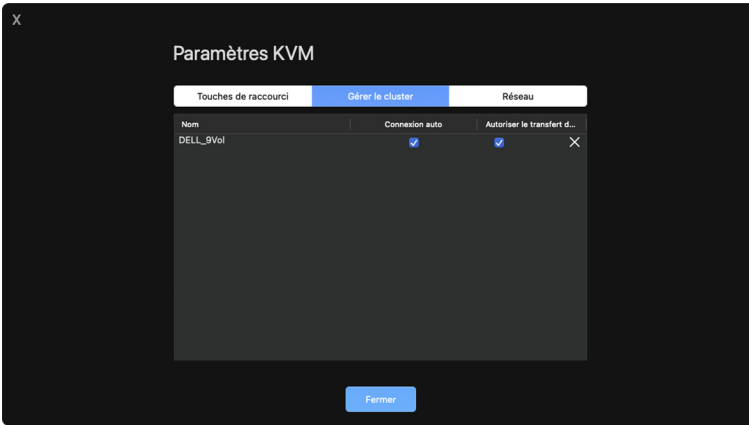 X
Paramètres KVM
Touches de raccourci Gérer le cluster Réseau
Nom Connexion auto Autoriser le transfert d...
DELL_9Vol
Fermer